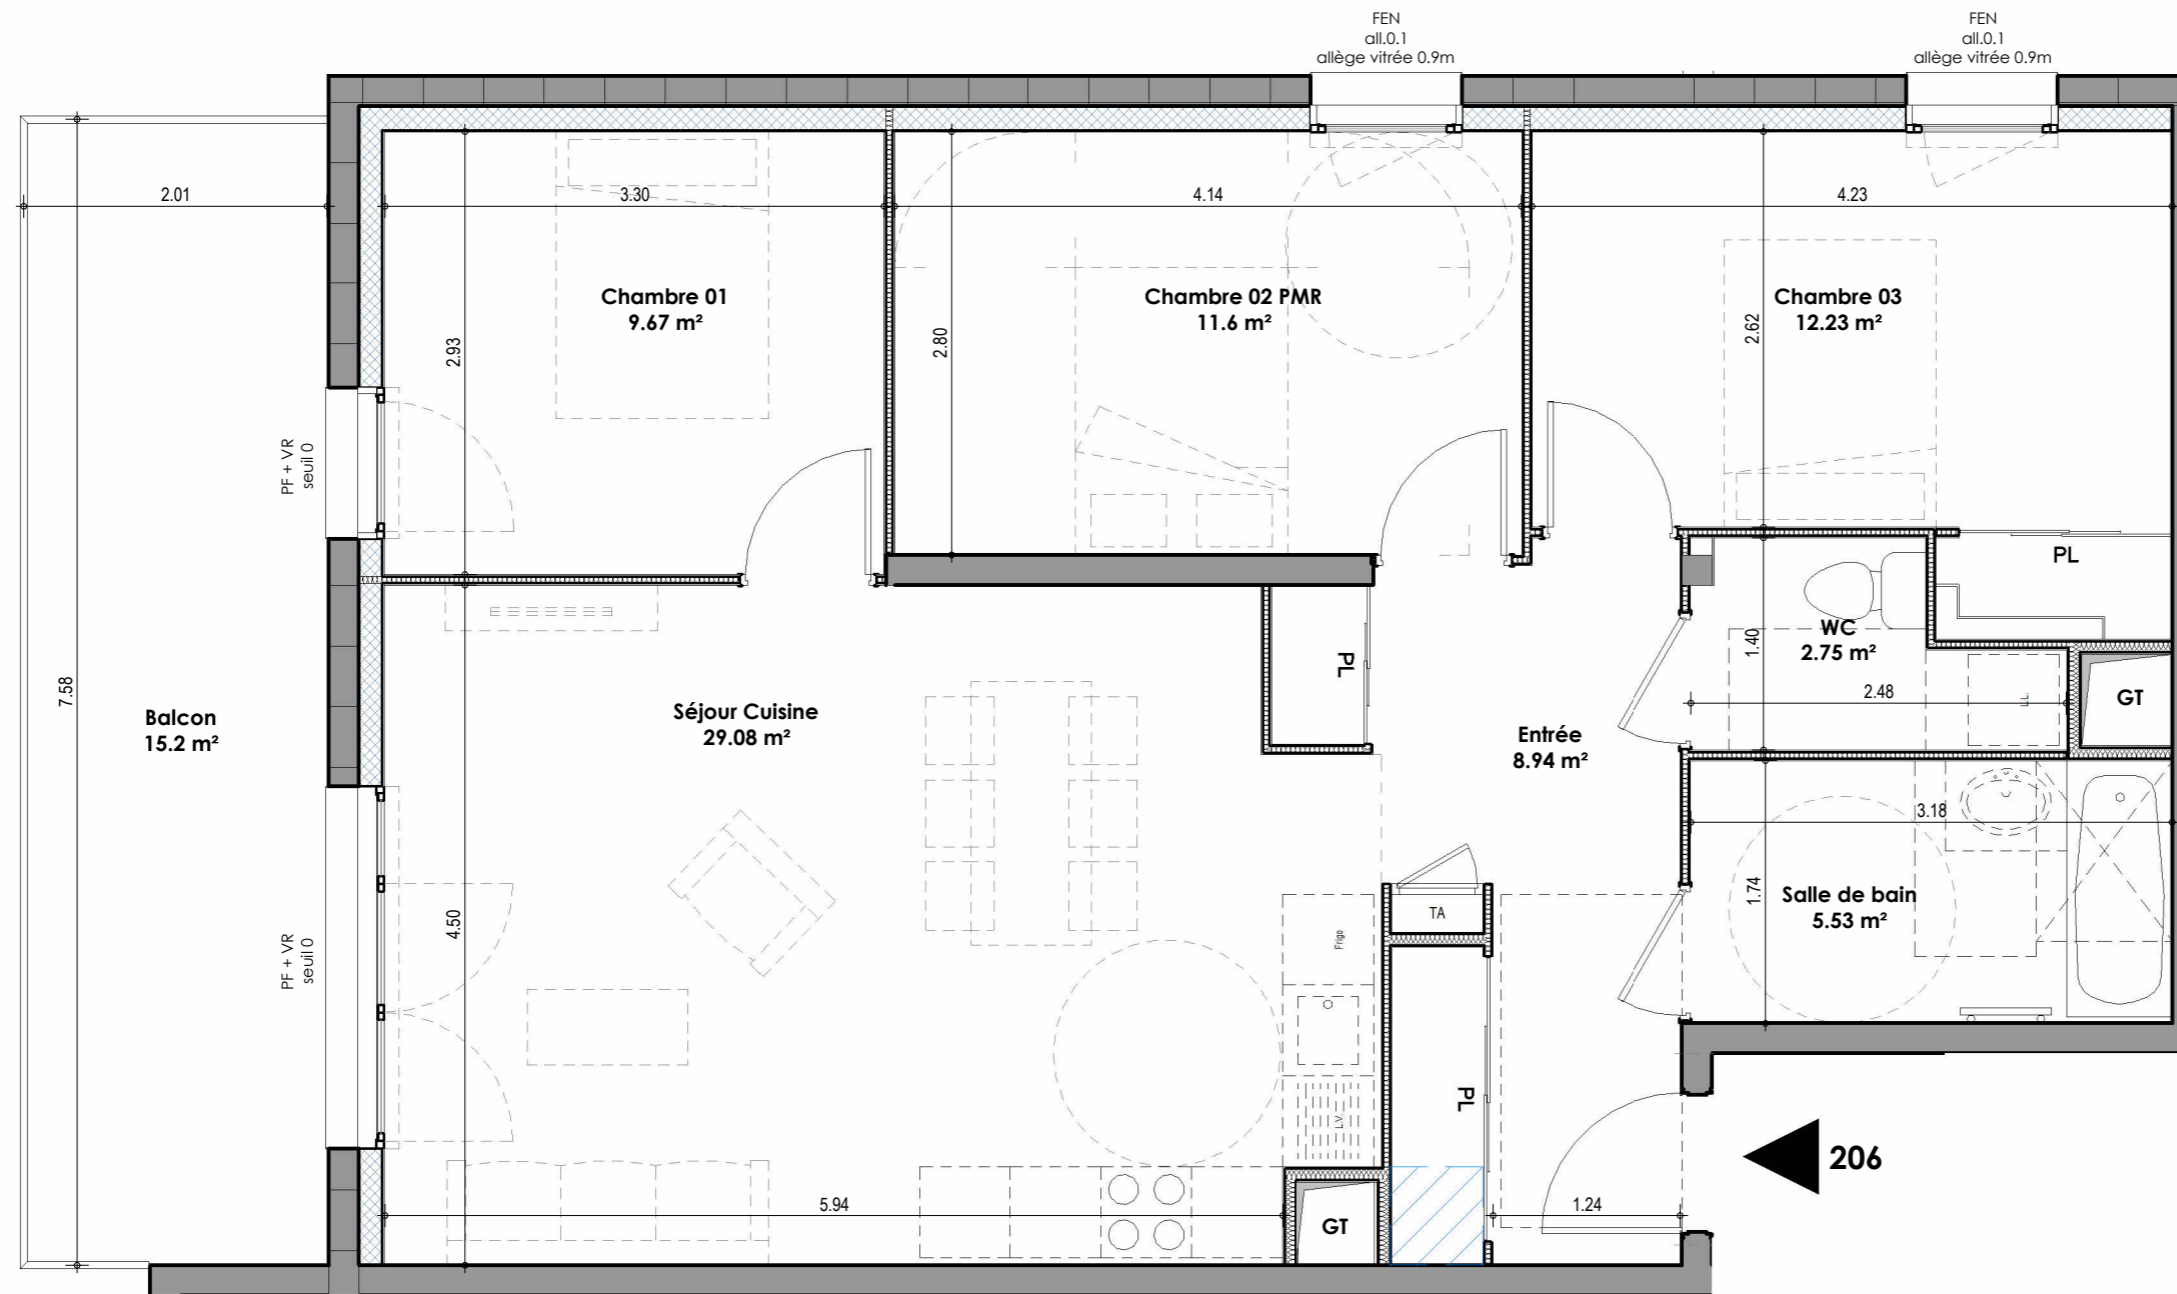 FEN
all.0.1
allège vitrée 0.9m
FEN
all.0.1
allège vitrée 0.9m
2.01
3.30
4.14
4.23
Chambre 01
9.67 m²
Chambre 02 PMR
11.6 m²
Chambre 03
12.23 m²
2.93
2.80
2.62
PF + VR
seuil 0
PL
PL
WC
2.75 m²
1.40
2.48
LL.
GT
7.58
Balcon
15.2 m²
Séjour Cuisine
29.08 m²
Entrée
8.94 m²
3.18
Salle de bain
5.53 m²
1.74
4.50
TA
Frigo
PF + VR
seuil 0
L.V.
PL
206
5.94
GT
1.24